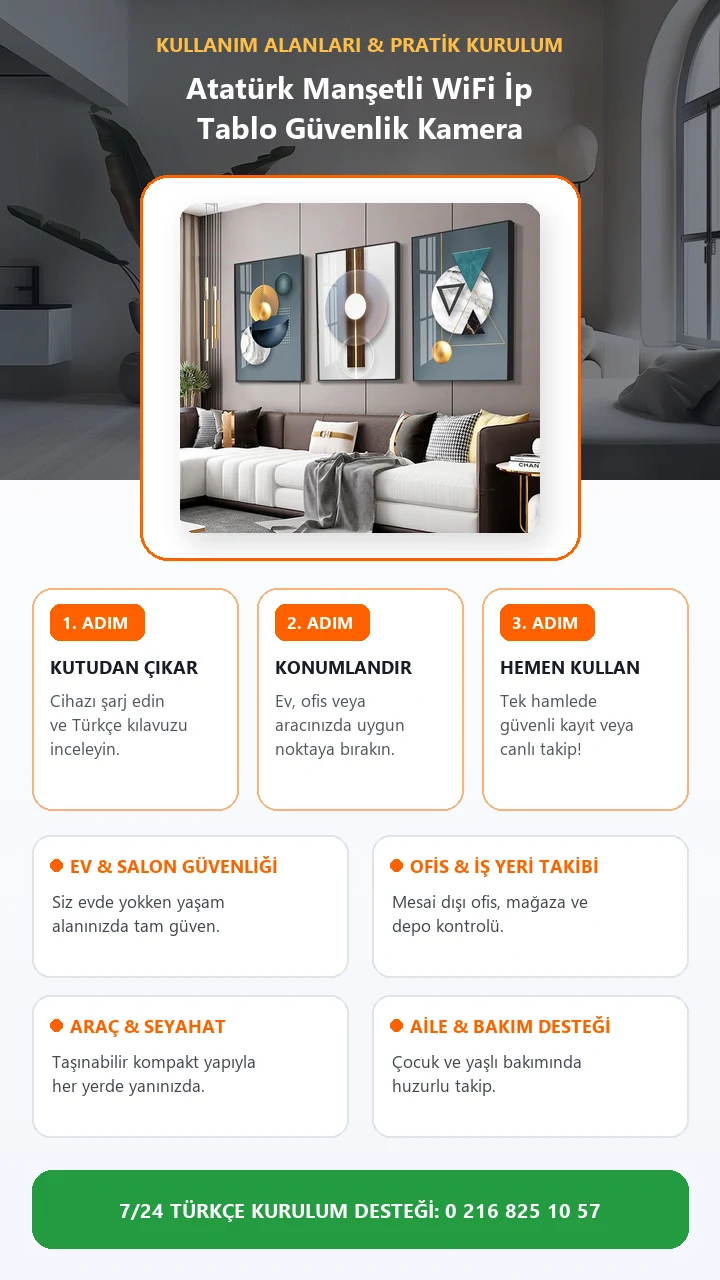 KULLANIM ALANLARI & PRATİK KURULUM
Atatürk Manşetli WiFi İp
Tablo Güvenlik Kamera
CHAN
1. ADIM
KUTUDAN ÇIKAR
Cihazı şarj edin
ve Türkçe kılavuzu
inceleyin.
2. ADIM
KONUMLANDIR
Ev, ofis veya
aracınızda uygun
noktaya bırakın.
3. ADIM
HEMEN KULLAN
Tek hamlede
güvenli kayıt veya
canlı takip!
EV & SALON GÜVENLİĞİ
Siz evde yokken yaşam
alanınızda tam güven.
OFİS & İŞ YERİ TAKİBİ
Mesai dışı ofis, mağaza ve
depo kontrolü.
ARAÇ & SEYAHAT
Taşınabilir kompakt yapıyla
her yerde yanınızda.
AİLE & BAKIM DESTEĞİ
Çocuk ve yaşlı bakımında
huzurlu takip.
7/24 TÜRKÇE KURULUM DESTEĞİ: 0 216 825 10 57